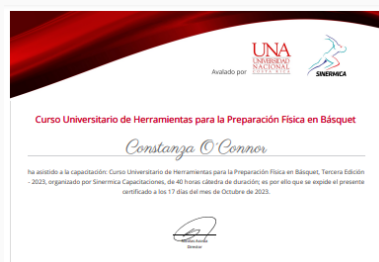 Avalado por
UNA
UNIVERSIDAD
NACIONAL
COSTA RICA
SINERMICA
Curso Universitario de Herramientas para la Preparación Física en Básquet
Constanza O'Connor
ha asistido a la capacitación: Curso Universitario de Herramientas para la Preparación Física en Básquet, Tercera Edición
- 2023, organizado por Sinermica Capacitaciones, de 40 horas cátedra de duración; es por ello que se expide el presente
certificado a los 17 días del mes de Octubre de 2023.
Director